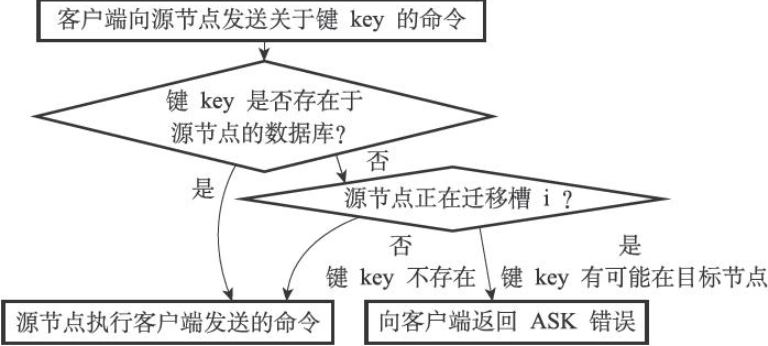 客户端向源节点发送关于键 key 的命令
键 key 是否存在于
源节点的数据库？
否
是
源节点正在迁移槽 i ？
否
键 key 不存在
是
键 key 有可能在目标节点
源节点执行客户端发送的命令
向客户端返回 ASK 错误